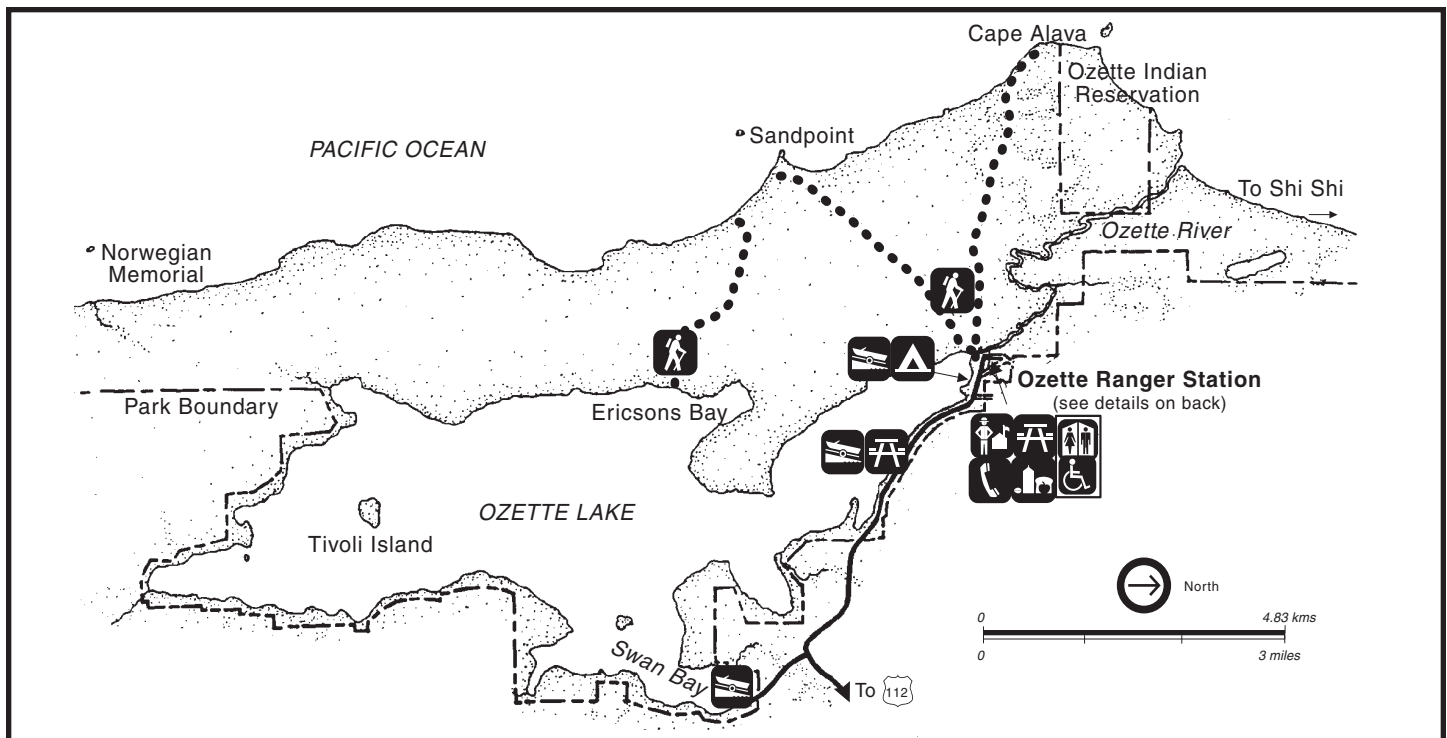 Cape Alava
Ozette Indian
Reservation
PACIFIC OCEAN
Sandpoint
To Shi Shi
Ozette River
Norwegian
Memorial
Park Boundary
Ericsons Bay
Ozette Ranger Station
(see details on back)
OZETTE LAKE
Tivoli Island
North
0
4.83 kms
0
3 miles
Swan Bay
To 112